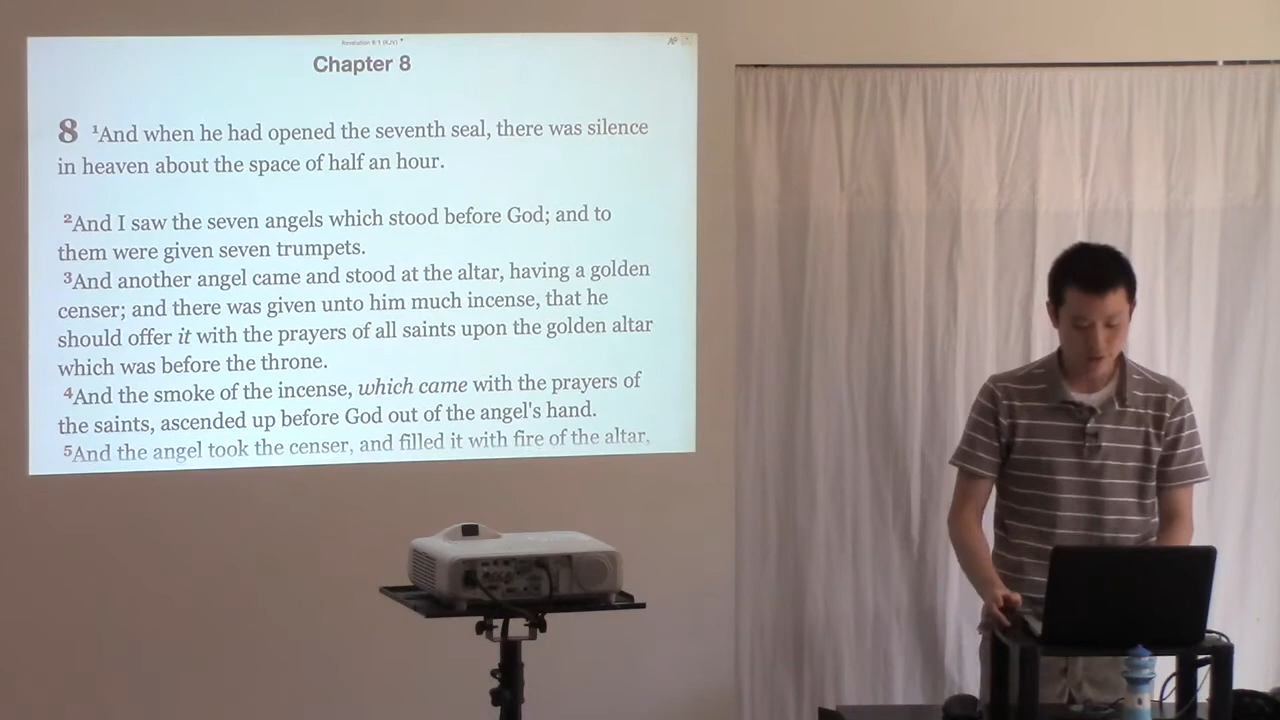 Revelation 8:1 (KJV)
Chapter 8
8 1And when he had opened the seventh seal, there was silence
in heaven about the space of half an hour.
2And I saw the seven angels which stood before God; and to
them were given seven trumpets.
3And another angel came and stood at the altar, having a golden
censer; and there was given unto him much incense, that he
should offer it with the prayers of all saints upon the golden altar
which was before the throne.
4And the smoke of the incense, which came with the prayers of
the saints, ascended up before God out of the angel's hand.
5And the angel took the censer, and filled it with fire of the altar,